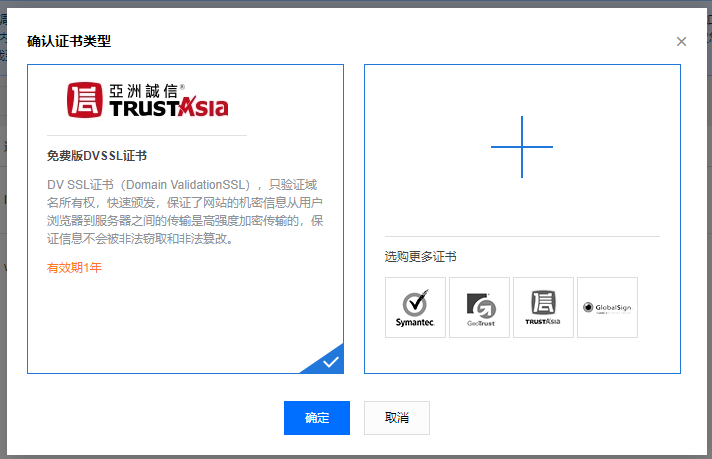 确认证书类型
亞洲誠信®
TRUSTAsia
免费版DVSSL证书
DV SSL证书（Domain ValidationSSL），只验证域
名所有权，快速颁发，保证了网站的机密信息从用户
浏览器到服务器之间的传输是高强度加密传输的，保
证信息不会被非法窃取和非法篡改。
有效期1年
选购更多证书
Symantec.
GeoTrust
TRUSTAsia
GlobalSign
确定
取消